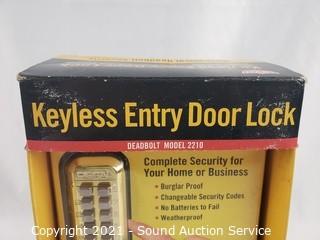 Keyless Entry Door Lock
DEADBOLT MODEL 2210
Complete Security for
Your Home or Business
• Burglar Proof
• Changeable Security Codes
• No Batteries to Fail
• Weatherproof
Copyright 2021 - Auction Service